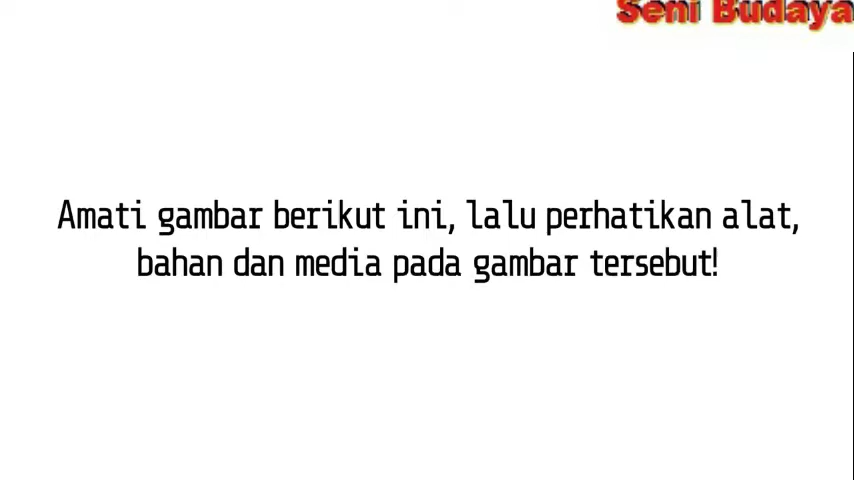 Seni Budaya
Amati gambar berikut ini, lalu perhatikan alat,
bahan dan media pada gambar tersebut!